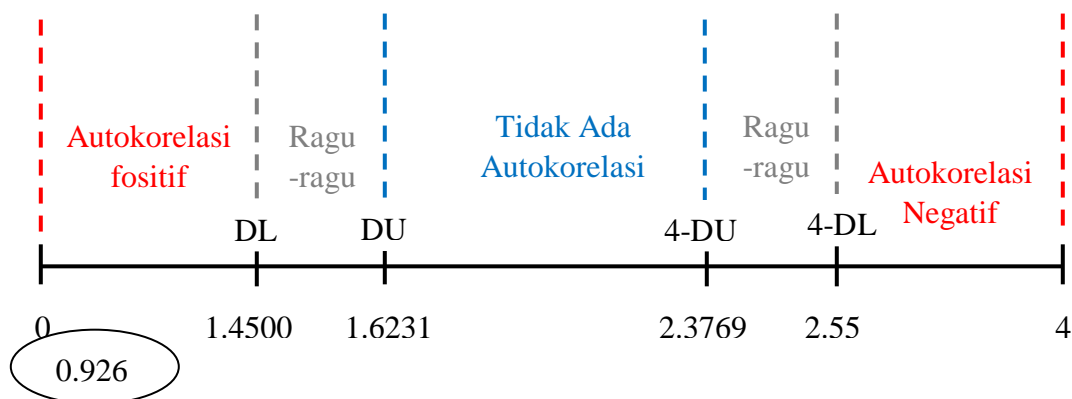 Autokorelasi
fositif
Ragu
-ragu
Tidak Ada
Autokorelasi
Ragu
-ragu
Autokorelasi
Negatif
DL
DU
4-DU
4-DL
0
1.4500
1.6231
2.3769
2.55
4
0.926